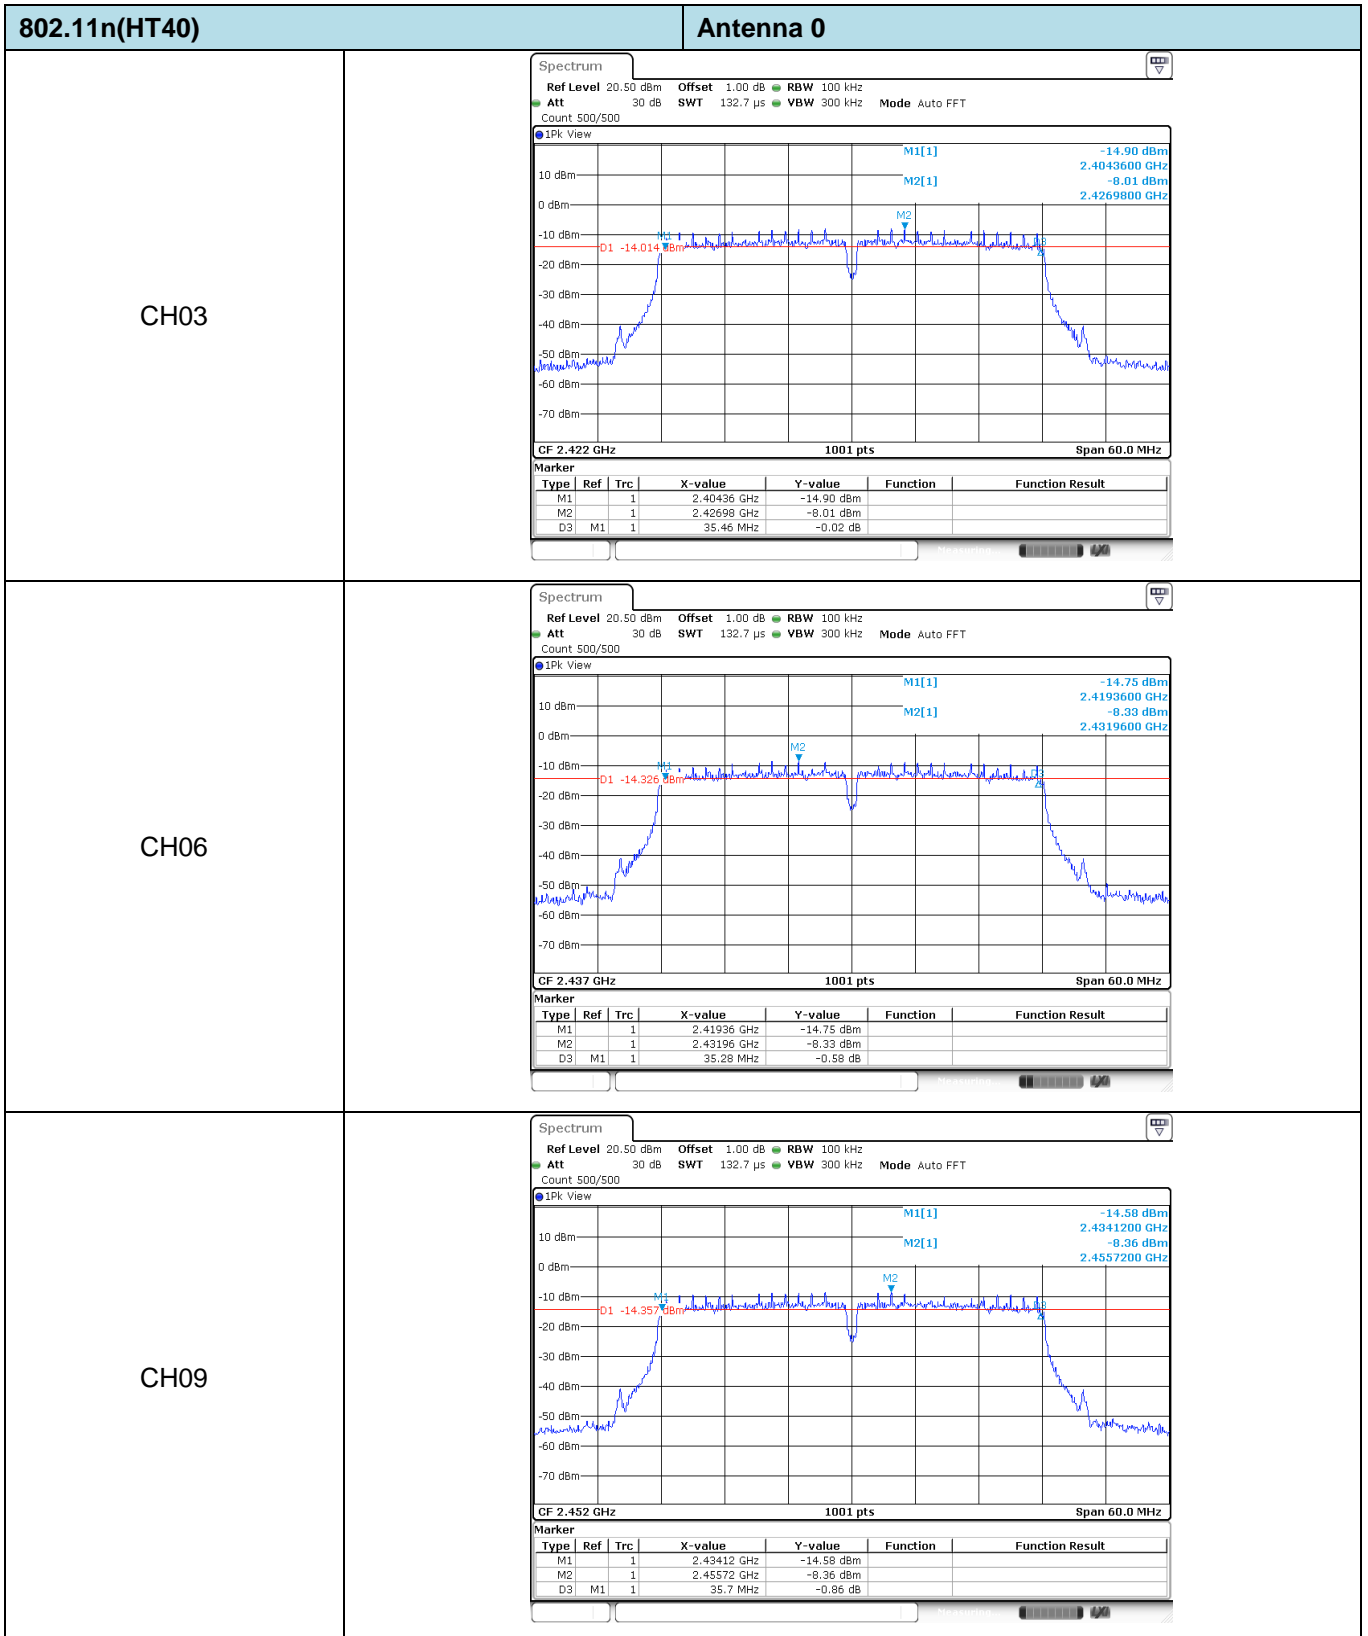 802.11n(HT40) Antenna 0
CH03
Spectrum
Ref Level 20.50 dBm Offset 1.00 dB RBW 100 kHz
Att 30 dB SWT 132.7 µs VBW 300 kHz Mode Auto FFT
Count 500/500
1Pk View
M1[1] -14.90 dBm
2.4043600 GHz
10 dBm
M2[1] -8.01 dBm
2.4269800 GHz
0 dBm
M2
-10 dBm
M1
D3
D1 -14.014 dBm
-20 dBm
-30 dBm
-40 dBm
-50 dBm
-60 dBm
-70 dBm
CF 2.422 GHz 1001 pts Span 60.0 MHz
Marker
Type Ref Trc X-value Y-value Function Function Result
M1 1 2.40436 GHz -14.90 dBm
M2 1 2.42698 GHz -8.01 dBm
D3 M1 1 35.46 MHz -0.02 dB
Measuring
CH06
Spectrum
Ref Level 20.50 dBm Offset 1.00 dB RBW 100 kHz
Att 30 dB SWT 132.7 µs VBW 300 kHz Mode Auto FFT
Count 500/500
1Pk View
M1[1] -14.75 dBm
2.4193600 GHz
10 dBm
M2[1] -8.33 dBm
2.4319600 GHz
0 dBm
M2
-10 dBm
M1
D3
D1 -14.326 dBm
-20 dBm
-30 dBm
-40 dBm
-50 dBm
-60 dBm
-70 dBm
CF 2.437 GHz 1001 pts Span 60.0 MHz
Marker
Type Ref Trc X-value Y-value Function Function Result
M1 1 2.41936 GHz -14.75 dBm
M2 1 2.43196 GHz -8.33 dBm
D3 M1 1 35.28 MHz -0.58 dB
Measuring
CH09
Spectrum
Ref Level 20.50 dBm Offset 1.00 dB RBW 100 kHz
Att 30 dB SWT 132.7 µs VBW 300 kHz Mode Auto FFT
Count 500/500
1Pk View
M1[1] -14.58 dBm
2.4341200 GHz
10 dBm
M2[1] -8.36 dBm
2.4557200 GHz
0 dBm
M2
-10 dBm
M1
D3
D1 -14.357 dBm
-20 dBm
-30 dBm
-40 dBm
-50 dBm
-60 dBm
-70 dBm
CF 2.452 GHz 1001 pts Span 60.0 MHz
Marker
Type Ref Trc X-value Y-value Function Function Result
M1 1 2.43412 GHz -14.58 dBm
M2 1 2.45572 GHz -8.36 dBm
D3 M1 1 35.7 MHz -0.86 dB
Measuring